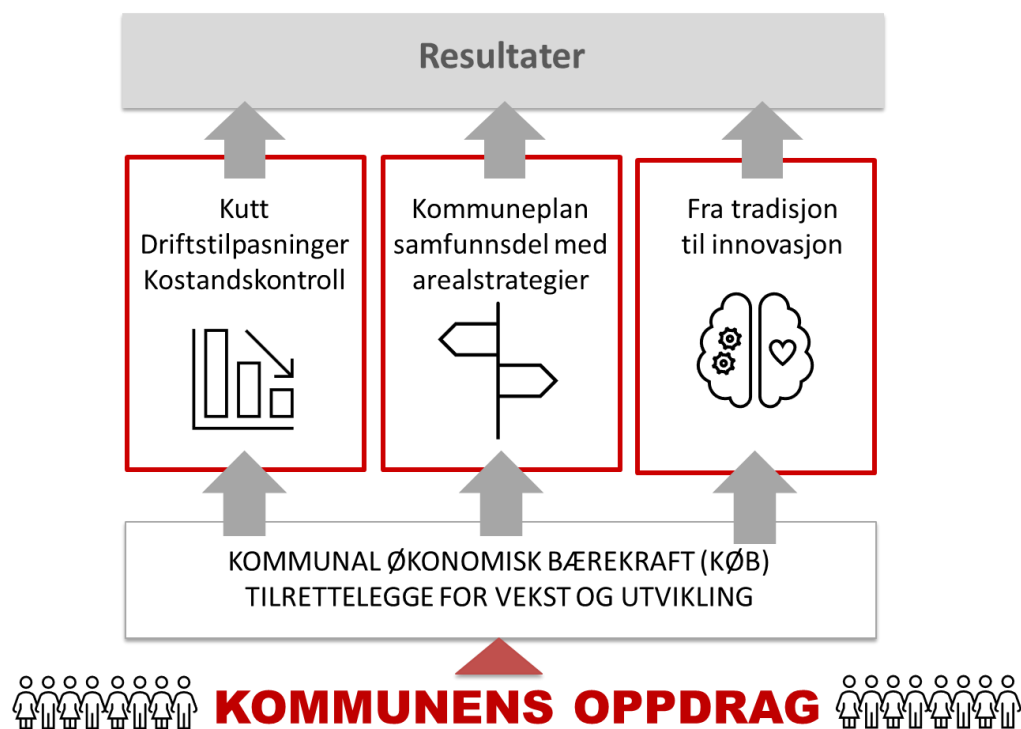 Resultater
Kutt
Driftstilpasninger
Kostandskontroll
Kommuneplan
samfunnsdel med
arealstrategier
Fra tradisjon
til innovasjon
KOMMUNAL ØKONOMISK BÆREKRAFT (KØB)
TILRETTELEGGE FOR VEKST OG UTVIKLING
KOMMUNENS OPPDRAG